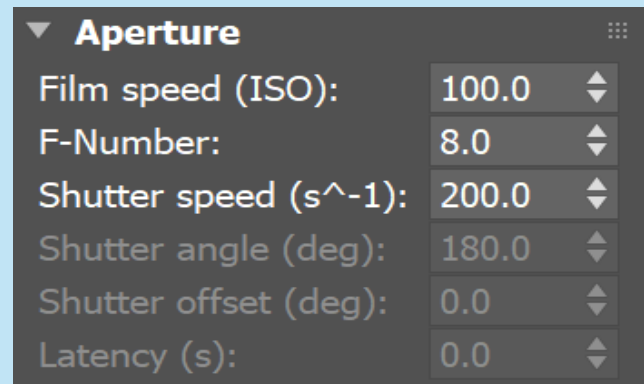 Aperture
Film speed (ISO): 100.0
F-Number: 8.0
Shutter speed (s^-1): 200.0
Shutter angle (deg): 180.0
Shutter offset (deg): 0.0
Latency (s): 0.0